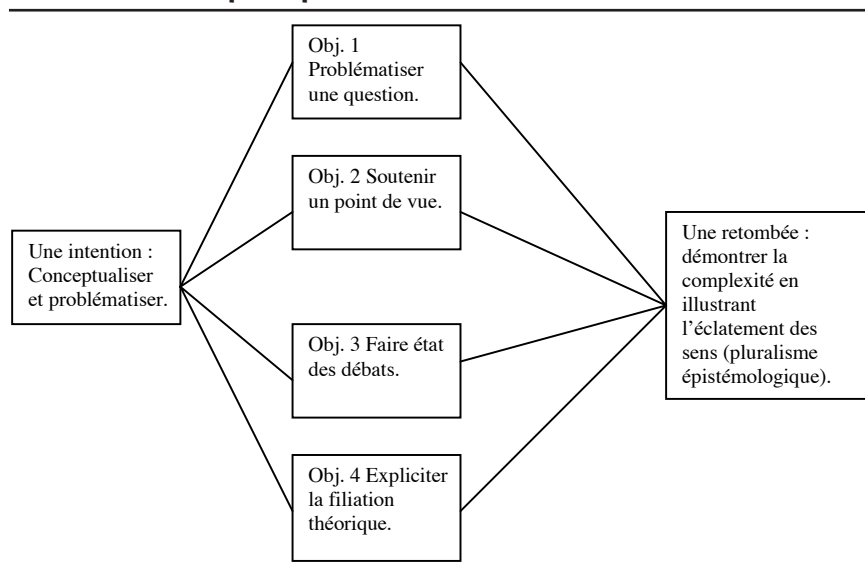 Obj. 1
Problématiser
une question.
Obj. 2 Soutenir
un point de vue.
Une intention :
Conceptualiser
et problématiser.
Une retombée :
démontrer la
complexité en
illustrant
l’éclatement des
sens (pluralisme
épistémologique).
Obj. 3 Faire état
des débats.
Obj. 4 Expliciter
la filiation
théorique.